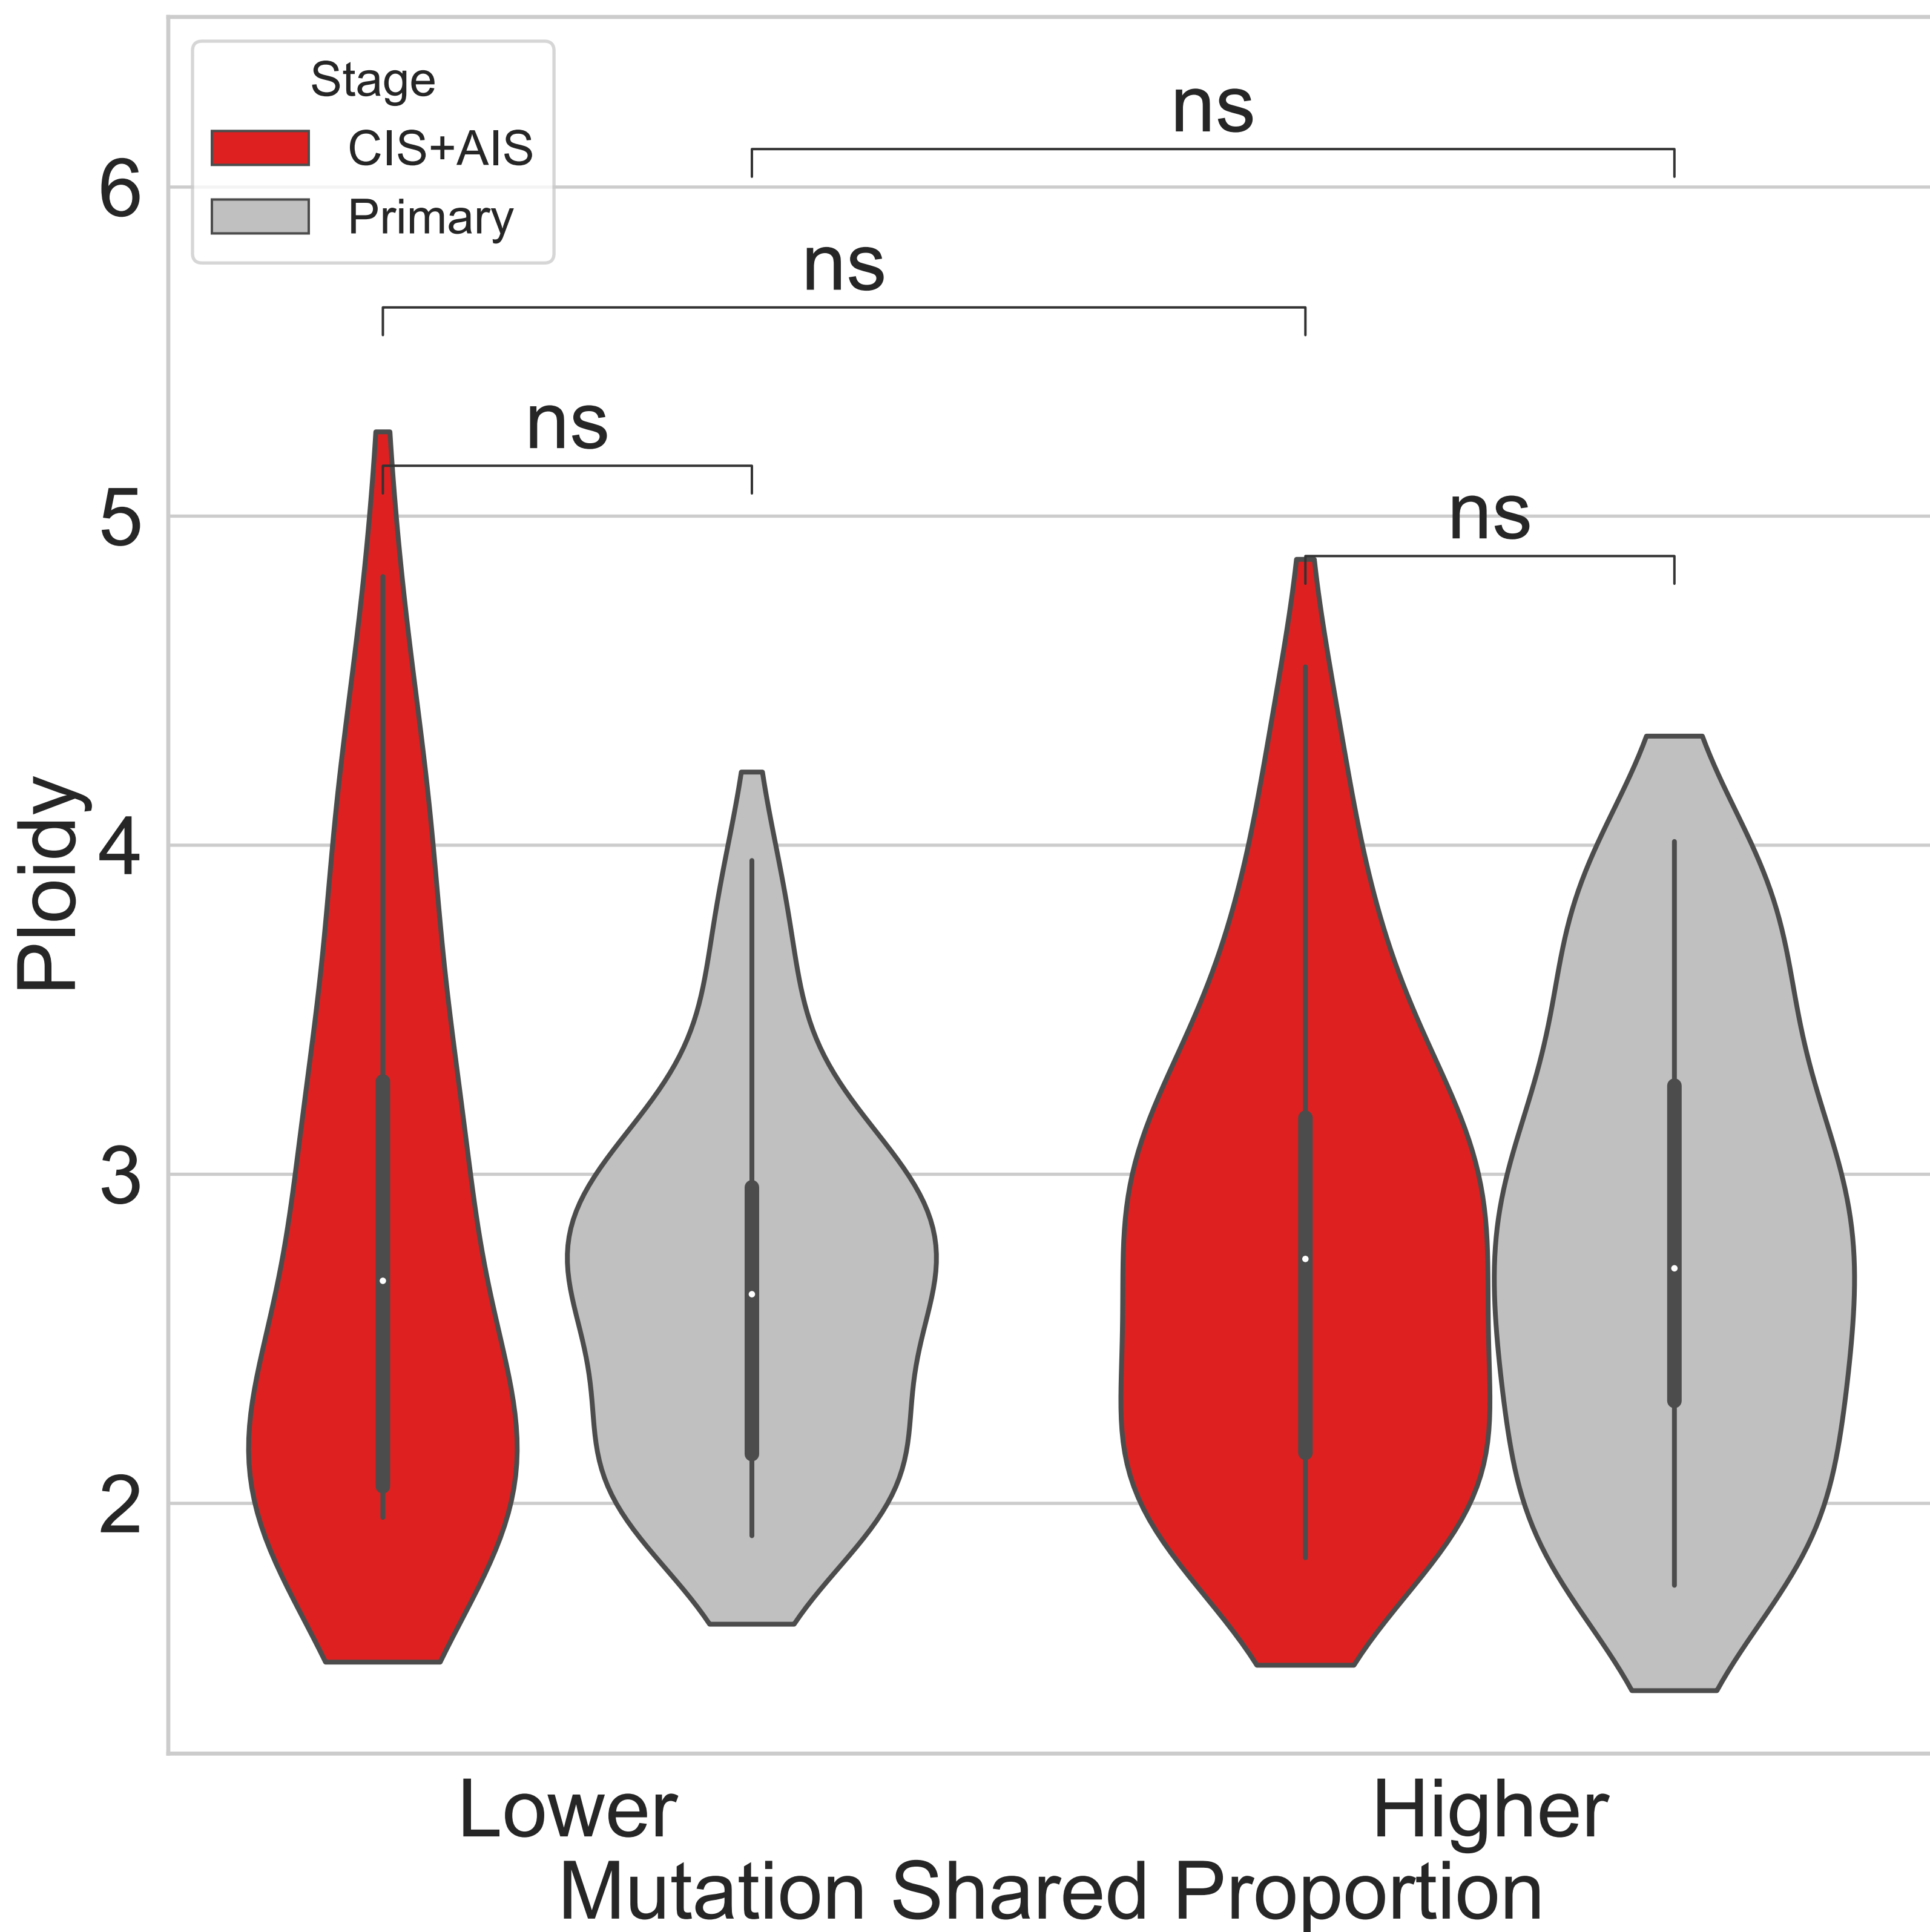 Stage
CIS+AIS
Primary
ns
ns
ns
ns
6
5
4
3
2
Ploidy
Lower
Higher
Mutation Shared Proportion